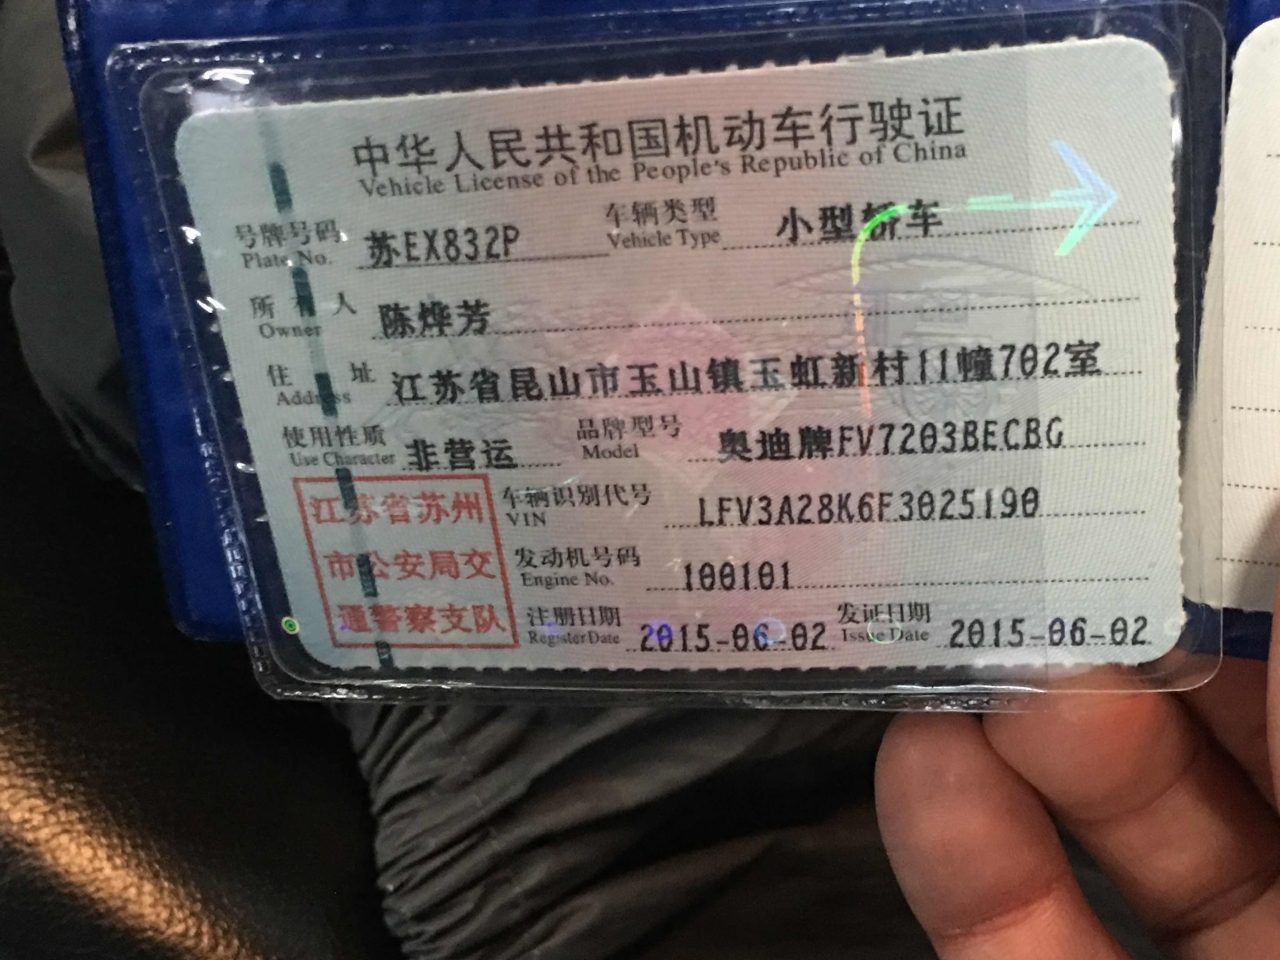 中华人民共和国机动车行驶证
Vehicle License of the People's Republic of China
号牌号码 苏EX832P 车辆类型 小型轿车
Plate No. Vehicle Type
所有人 陈烨芳
Owner
住址 江苏省昆山市玉山镇玉虹新村11幢702室
Address
使用性质 非营运 品牌型号 奥迪牌FV7203BECBG
Use Character Model
江苏省苏州 车辆识别代号 LFV3A28K6F3025190
VIN
市公安局交 发动机号码 100101
Engine No.
通警察支队 注册日期 2015-06-02 发证日期 2015-06-02
Register Date Issue Date